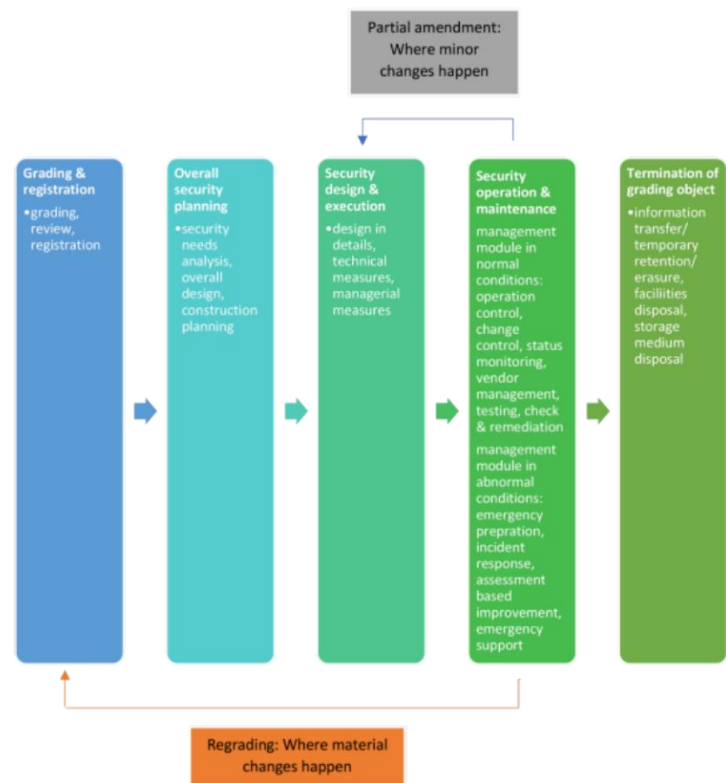 Partial amendment:
Where minor
changes happen
Grading &
registration
•grading,
review,
registration
Overall
security
planning
•security
needs
analysis,
overall
design,
construction
planning
Security
design &
execution
•design in
details,
technical
measures,
managerial
measures
Security
operation &
maintenance
management
module in
normal
conditions:
operation
control,
change
control, status
monitoring,
vendor
management,
testing, check
& remediation
management
module in
abnormal
conditions:
emergency
prepration,
incident
response,
assessment
based
improvement,
emergency
support
Termination of
grading object
•information
transfer/
temporary
retention/
erasure,
faciliities
disposal,
storage
medium
disposal
Regrading: Where material
changes happen